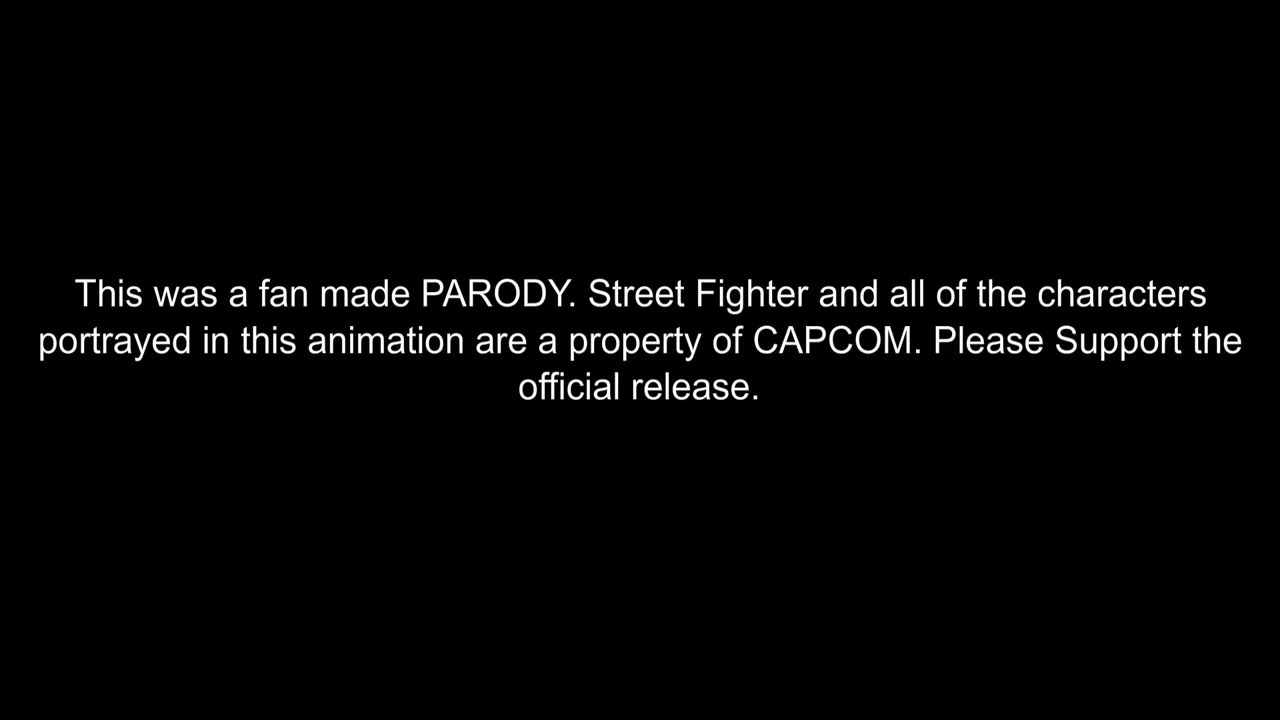 This was a fan made PARODY. Street Fighter and all of the characters
portrayed in this animation are a property of CAPCOM. Please Support the
official release.